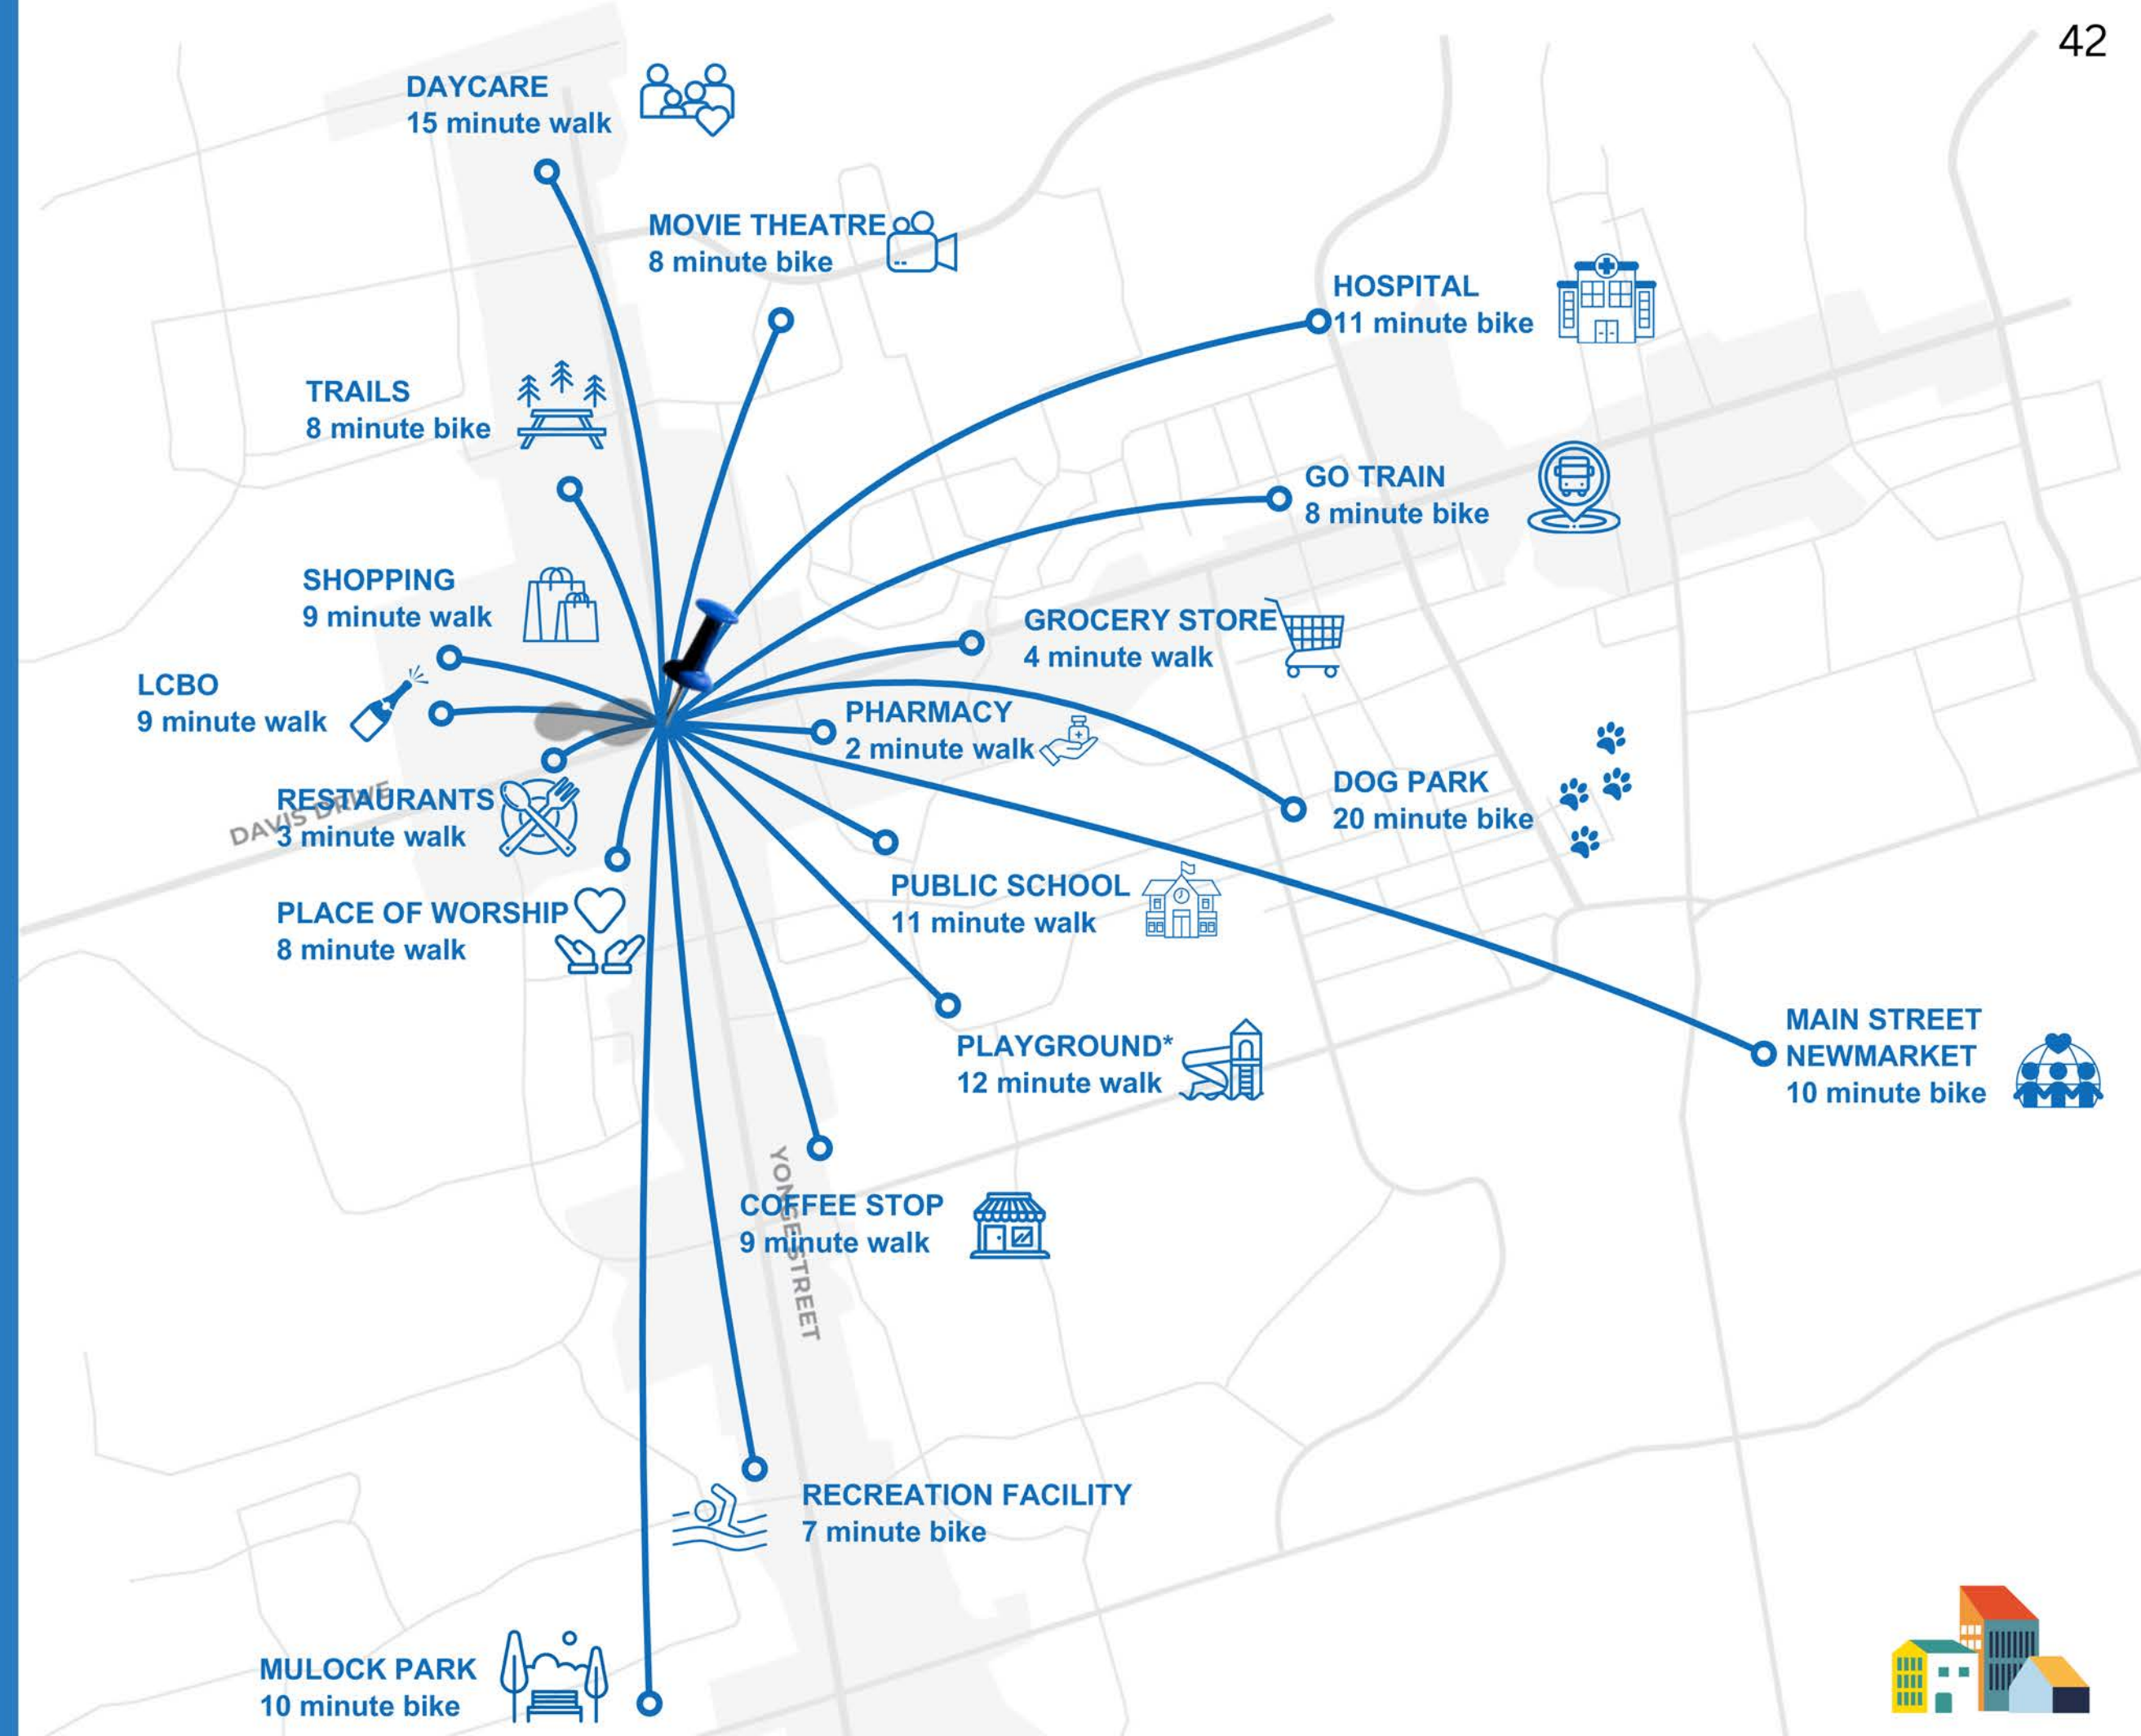 42
DAYCARE
15 minute walk
MOVIE THEATRE
8 minute bike
HOSPITAL
11 minute bike
TRAILS
8 minute bike
GO TRAIN
8 minute bike
SHOPPING
9 minute walk
GROCERY STORE
4 minute walk
LCBO
9 minute walk
PHARMACY
2 minute walk
DAVIS DRIVE
RESTAURANTS
3 minute walk
DOG PARK
20 minute bike
PUBLIC SCHOOL
11 minute walk
PLACE OF WORSHIP
8 minute walk
PLAYGROUND*
12 minute walk
MAIN STREET
NEWMARKET
10 minute bike
YONGE STREET
COFFEE STOP
9 minute walk
RECREATION FACILITY
7 minute bike
MULOCK PARK
10 minute bike